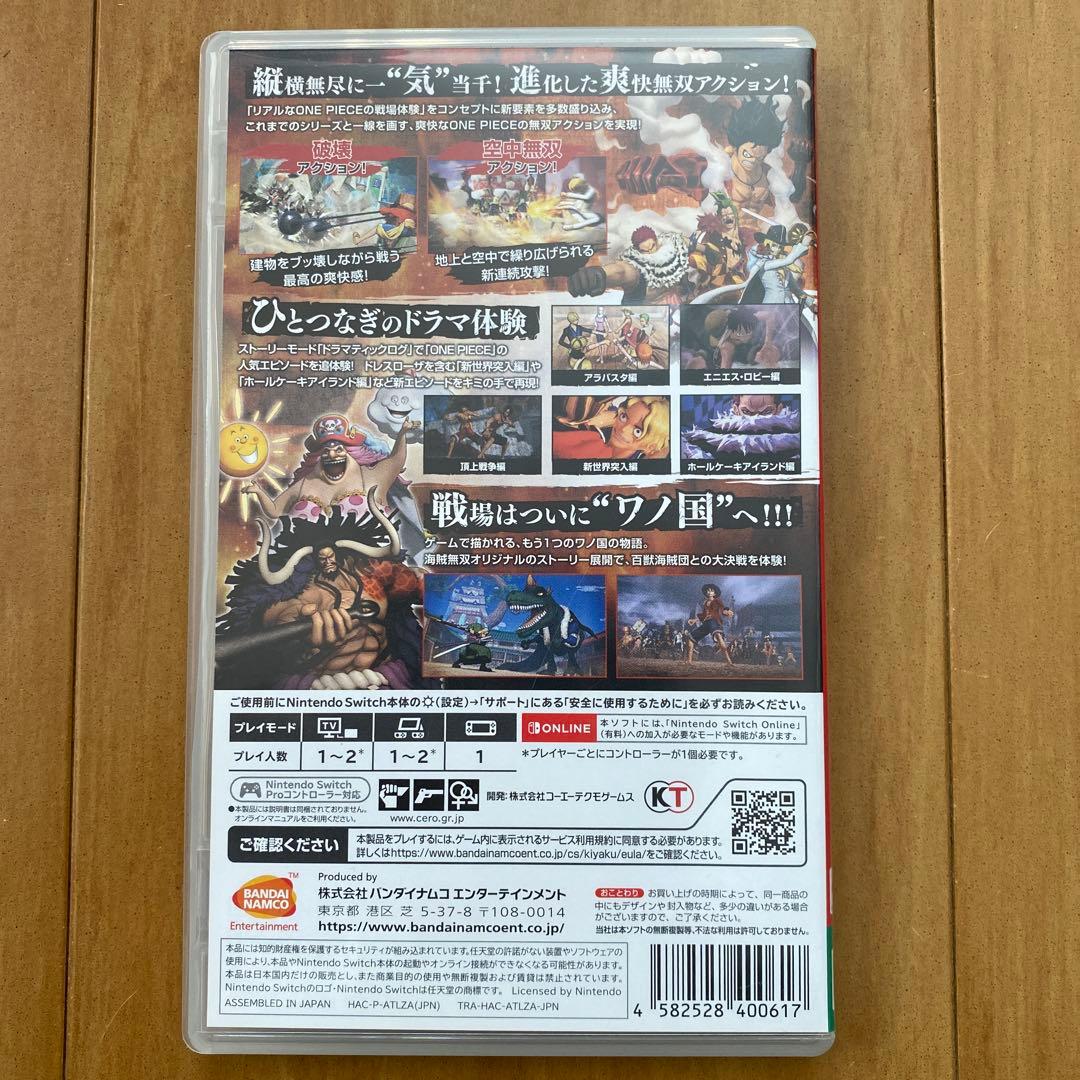 縦横無尽に一“気”当千!進化した爽快無双アクション!
「リアルなONE PIECEの戦場体験」をコンセプトに新要素を多数盛り込み、
これまでのシリーズと一線を画す、爽快なONE PIECEの無双アクションを実現!
破壊
アクション!
建物をブッ壊しながら戦う
最高の爽快感!
空中無双
アクション!
地上と空中で繰り広げられる
新連続攻撃!
ひとつなぎのドラマ体験
ストーリーモード「ドラマティックログ」で「ONE PIECE」の
人気エピソードを追体験! ドレスローザを含む「新世界突入編」や
「ホールケーキアイランド編」など新エピソードをキミの手で再現!
アラバスタ編
エニエス・ロビー編
頂上戦争編
新世界突入編
ホールケーキアイランド編
戦場はついに“ワノ国”へ!!!
ゲームで描かれる、もう1つのワノ国の物語。
海賊無双オリジナルのストーリー展開で、百獣海賊団との大決戦を体験!
ご使用前にNintendo Switch本体の(設定)→「サポート」にある「安全に使用するために」を必ずお読みください。
プレイモード
TV
ONLINE
本ソフトには、「Nintendo Switch Online」
(有料)への加入が必要なモードや機能があります。
プレイ人数
1～2*
1～2*
1
*プレイヤーごとにコントローラーが1個必要です。
Nintendo Switch
Proコントローラー対応
●本製品には説明書は同梱されておりません。
オンラインマニュアルをご利用ください。
www.cero.gr.jp
開発:株式会社コーエーテクモゲームス
KT
ご確認ください
本製品をプレイするには、ゲーム内に表示されるサービス利用規約に同意する必要があります。
詳しくはhttps://www.bandainamcoent.co.jp/cs/kiyaku/eula/をご確認ください。
BANDAI
NAMCO
TM
Entertainment
Produced by
株式会社 バンダイナムコ エンターテインメント
東京都 港区 芝 5-37-8 〒108-0014
https://www.bandainamcoent.co.jp/
おことわり お買い上げの時期によって、同一商品の
中にもデザインや封入物など、多少の違いがある場合
がございますので、ご了承ください。
当社は本ソフトの無断複製等、不法な利用は許可しておりません。
本品には知的財産権を保護するセキュリティが組み込まれています。任天堂の許諾がない装置やソフトウェアの
使用により、本品やNintendo Switch本体の起動やオンライン接続ができなくなる可能性があります。
本品は日本国内だけの販売とし、また商業目的の使用や無断複製および賃貸は禁止されています。
Nintendo Switchのロゴ・Nintendo Switchは任天堂の商標です。 Licensed by Nintendo
ASSEMBLED IN JAPAN HAC-P-ATLZA(JPN) TRA-HAC-ATLZA-JPN
4 582528 400617